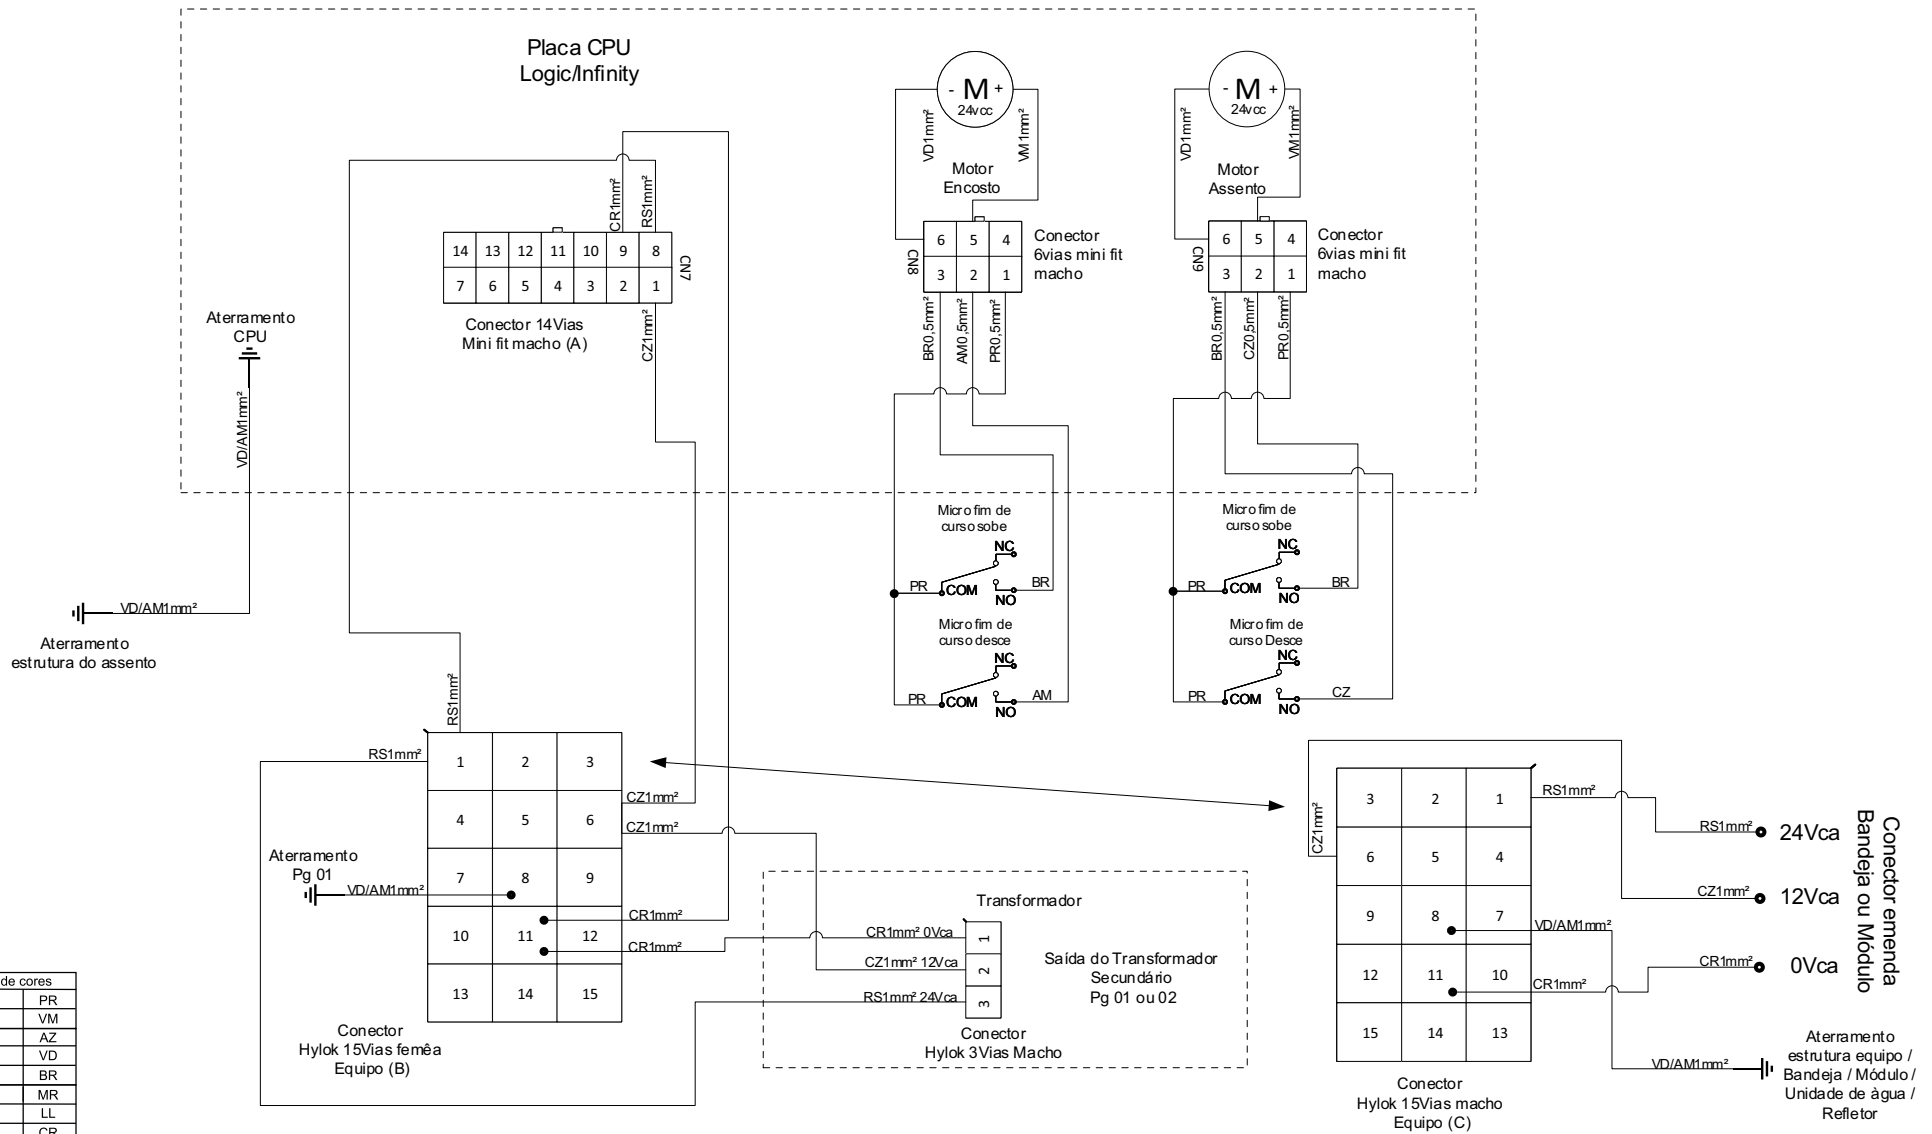 Placa CPU
Logic/Infinity
- M +
24vcc
VD1mm²
VM1mm²
Motor
Encosto
- M +
24vcc
VD1mm²
VM1mm²
Motor
Assento
CR1mm²
RS1mm²
14 13 12 11 10 9 8
7 6 5 4 3 2 1
CN7
CZ1mm²
Conector 14Vias
Mini fit macho (A)
6 5 4
3 2 1
CN8
Conector
6vias mini fit
macho
BR0,5mm²
AM0,5mm²
PR0,5mm²
6 5 4
3 2 1
CN9
Conector
6vias mini fit
macho
BR0,5mm²
CZ0,5mm²
PR0,5mm²
Aterramento
CPU
VD/AM1mm²
VD/AM1mm²
Aterramento
estrutura do assento
Micro fim de
curso sobe
NC
PR
COM
BR
NO
Micro fim de
curso desce
NC
PR
COM
AM
NO
Micro fim de
curso sobe
NC
PR
COM
BR
NO
Micro fim de
curso Desce
NC
PR
COM
CZ
NO
RS1mm²
RS1mm²
1 2 3
4 5 6
7 8 9
10 11 12
13 14 15
CZ1mm²
CZ1mm²
Aterramento
Pg 01
VD/AM1mm²
CR1mm²
CR1mm²
Conector
Hylok 15Vias femêa
Equipo (B)
Transformador
CR1mm² 0Vca
CZ1mm² 12Vca
RS1mm² 24Vca
1
2
3
Saída do Transformador
Secundário
Pg 01 ou 02
Conector
Hylok 3Vias Macho
CZ1mm²
3 2 1
6 5 4
9 8 7
12 11 10
15 14 13
RS1mm²
RS1mm²
24Vca
CZ1mm²
12Vca
VD/AM1mm²
CR1mm²
CR1mm²
0Vca
Conector emenda
Bandeja ou Módulo
VD/AM1mm²
Aterramento
estrutura equipo /
Bandeja / Módulo /
Unidade de àgua /
Refletor
Conector
Hylok 15Vias macho
Equipo (C)
de cores
PR
VM
AZ
VD
BR
MR
LL
CR